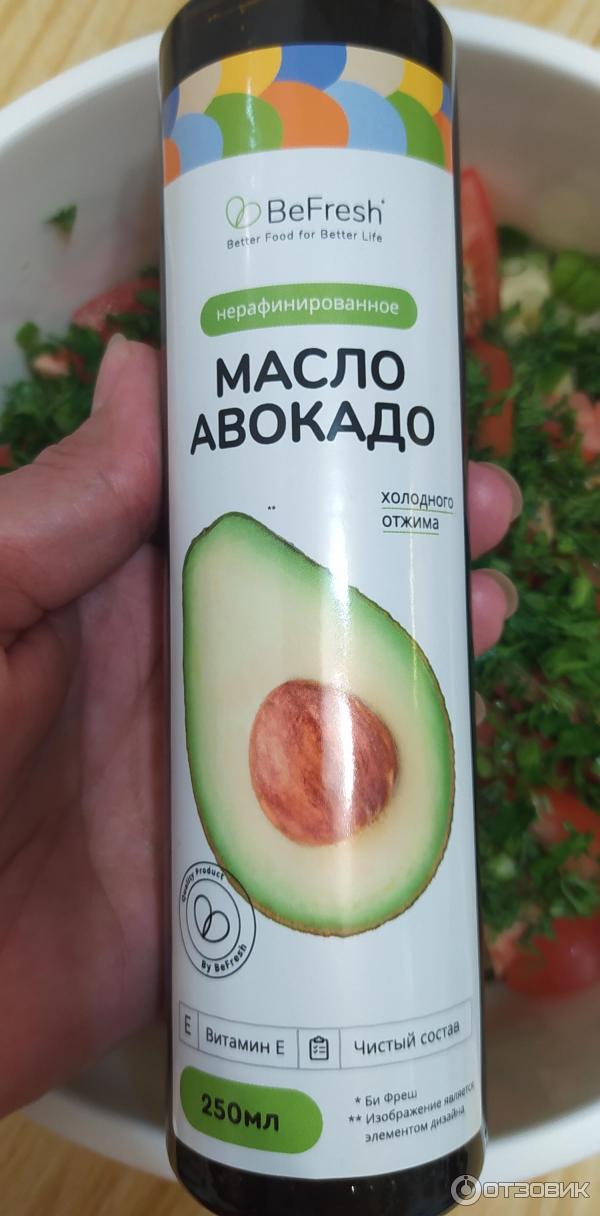 BeFresh*
Better Food for Better Life
нерафинированное
МАСЛО
АВОКАДО
**
холодного
отжима
Quality Product
By BeFresh
E Витамин Е Чистый состав
250мл
* Би Фреш
** Изображение является
элементом дизайна
ОТЗОВИК